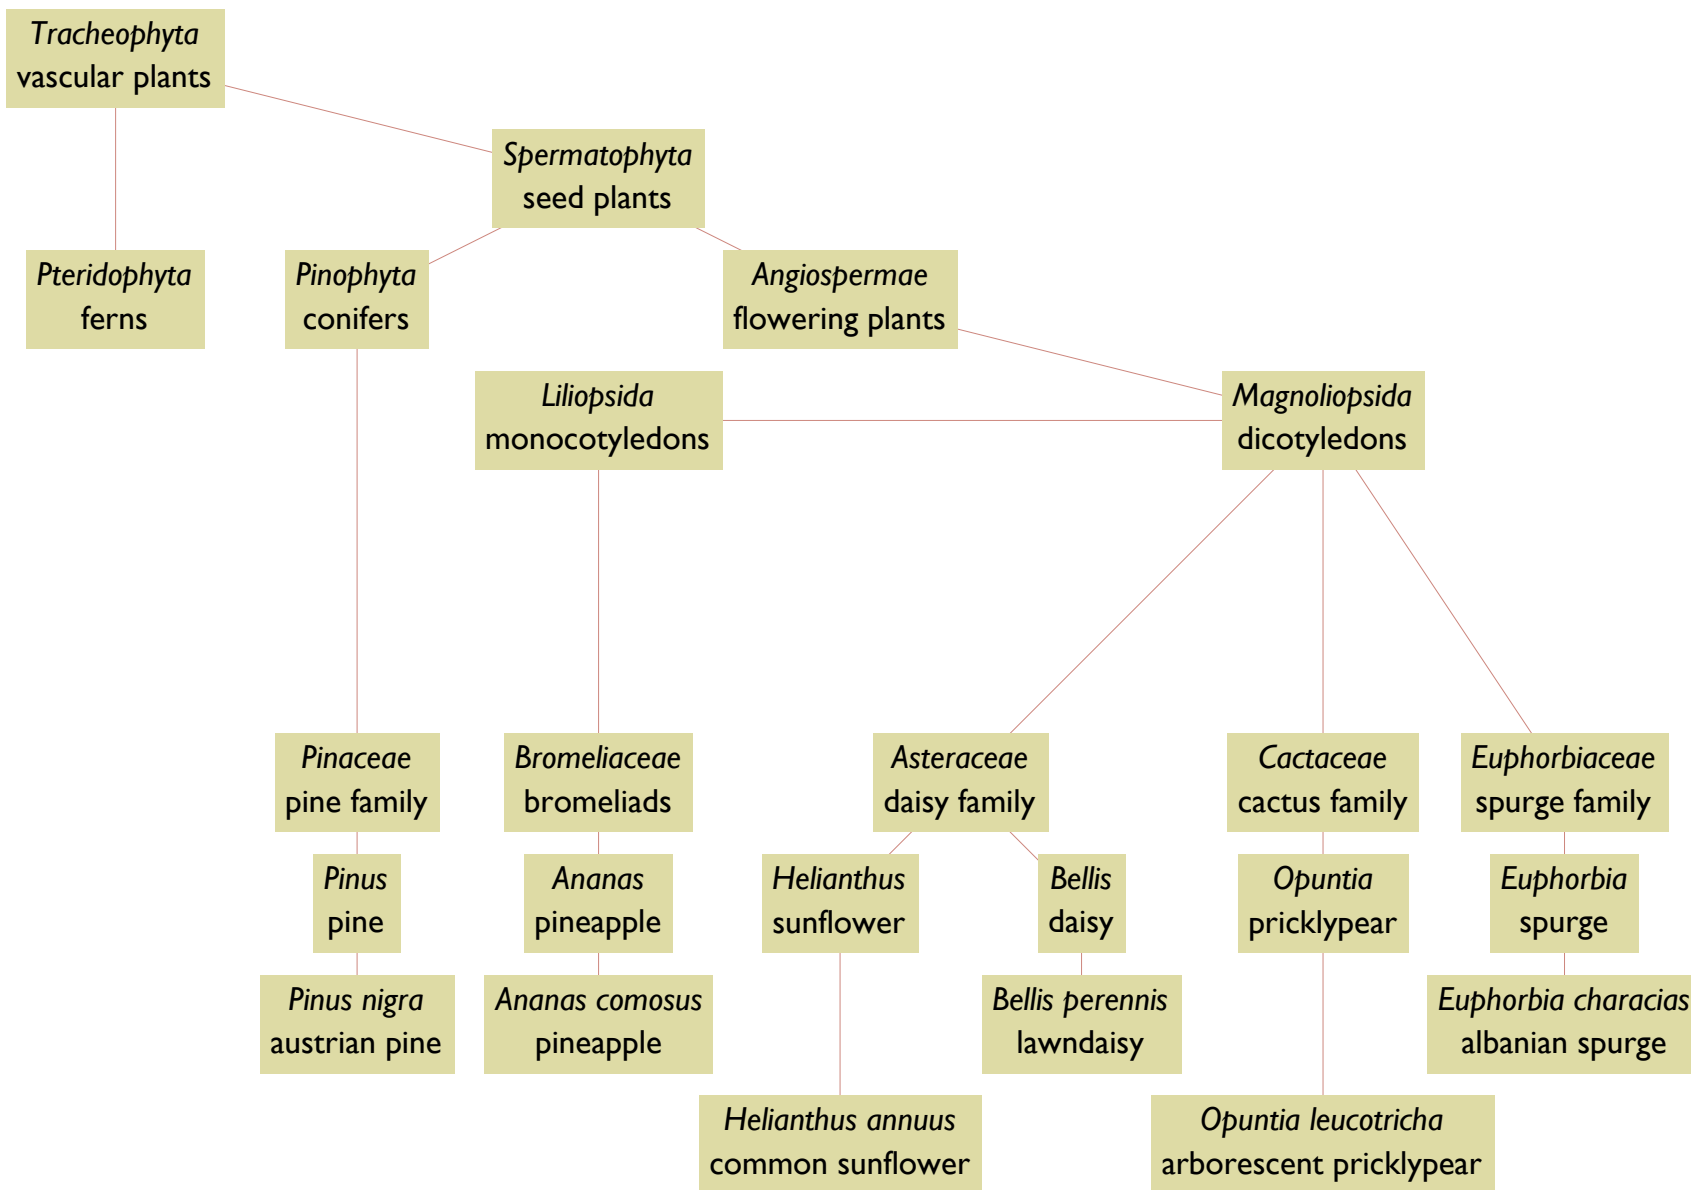 Tracheophyta
vascular plants
Spermatophyta
seed plants
Pteridophyta
ferns
Pinophyta
conifers
Angiospermae
flowering plants
Liliopsida
monocotyledons
Magnoliopsida
dicotyledons
Pinaceae
pine family
Bromeliaceae
bromeliads
Asteraceae
daisy family
Cactaceae
cactus family
Euphorbiaceae
spurge family
Pinus
pine
Ananas
pineapple
Helianthus
sunflower
Bellis
daisy
Opuntia
pricklypear
Euphorbia
spurge
Pinus nigra
austrian pine
Ananas comosus
pineapple
Bellis perennis
lawndaisy
Euphorbia characias
albanian spurge
Helianthus annuus
common sunflower
Opuntia leucotricha
arborescent pricklypear